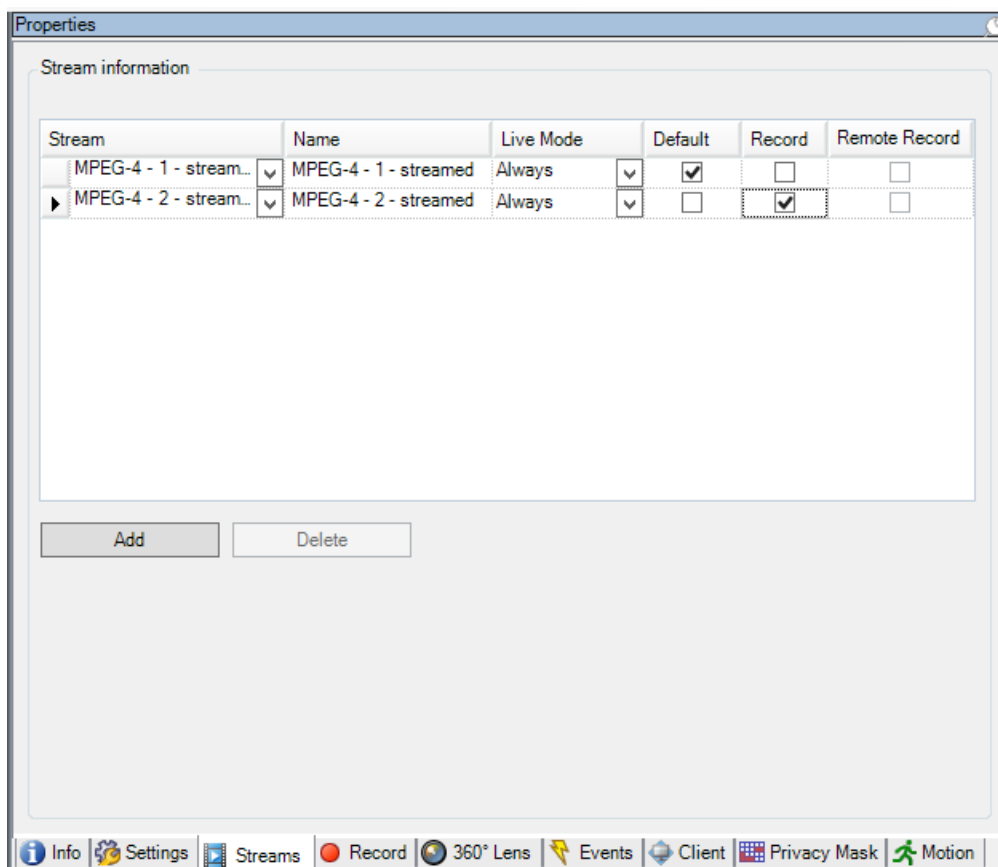 Properties
Stream information
Stream Name Live Mode Default Record Remote Record
MPEG-4 - 1 - stream... MPEG-4 - 1 - streamed Always
MPEG-4 - 2 - stream... MPEG-4 - 2 - streamed Always
Add Delete
Info Settings Streams Record 360° Lens Events Client Privacy Mask Motion